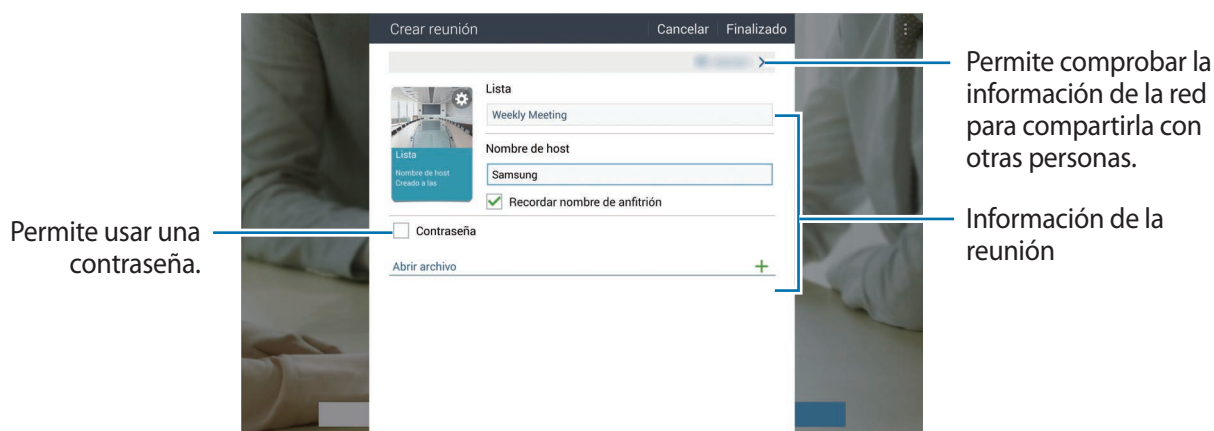 Crear reunión
Cancelar
Finalizado
Lista
Weekly Meeting
Lista
Nombre de host
Creado a las
Nombre de host
Samsung
Recordar nombre de anfitrión
Contraseña
Abrir archivo
Permite usar una
contraseña.
Permite comprobar la
información de la red
para compartirla con
otras personas.
Información de la
reunión